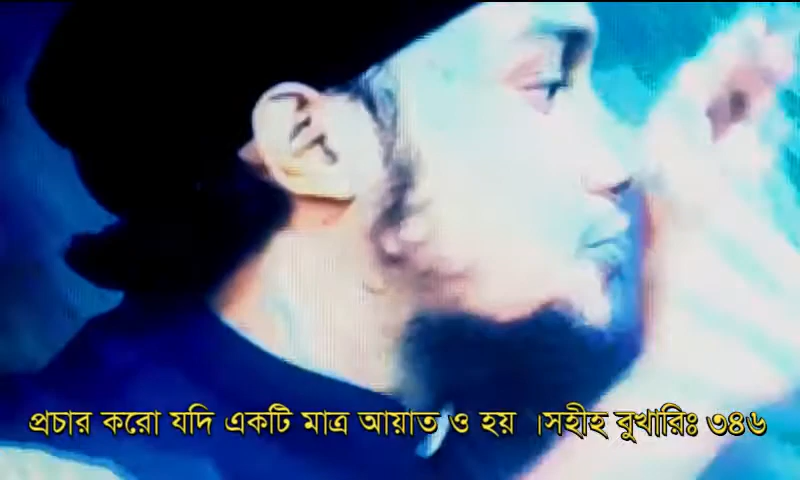 প্রচার করো যদি একটি মাত্র আয়াত ও হয় ।সহীহ বুখারিঃ ৩৪৬